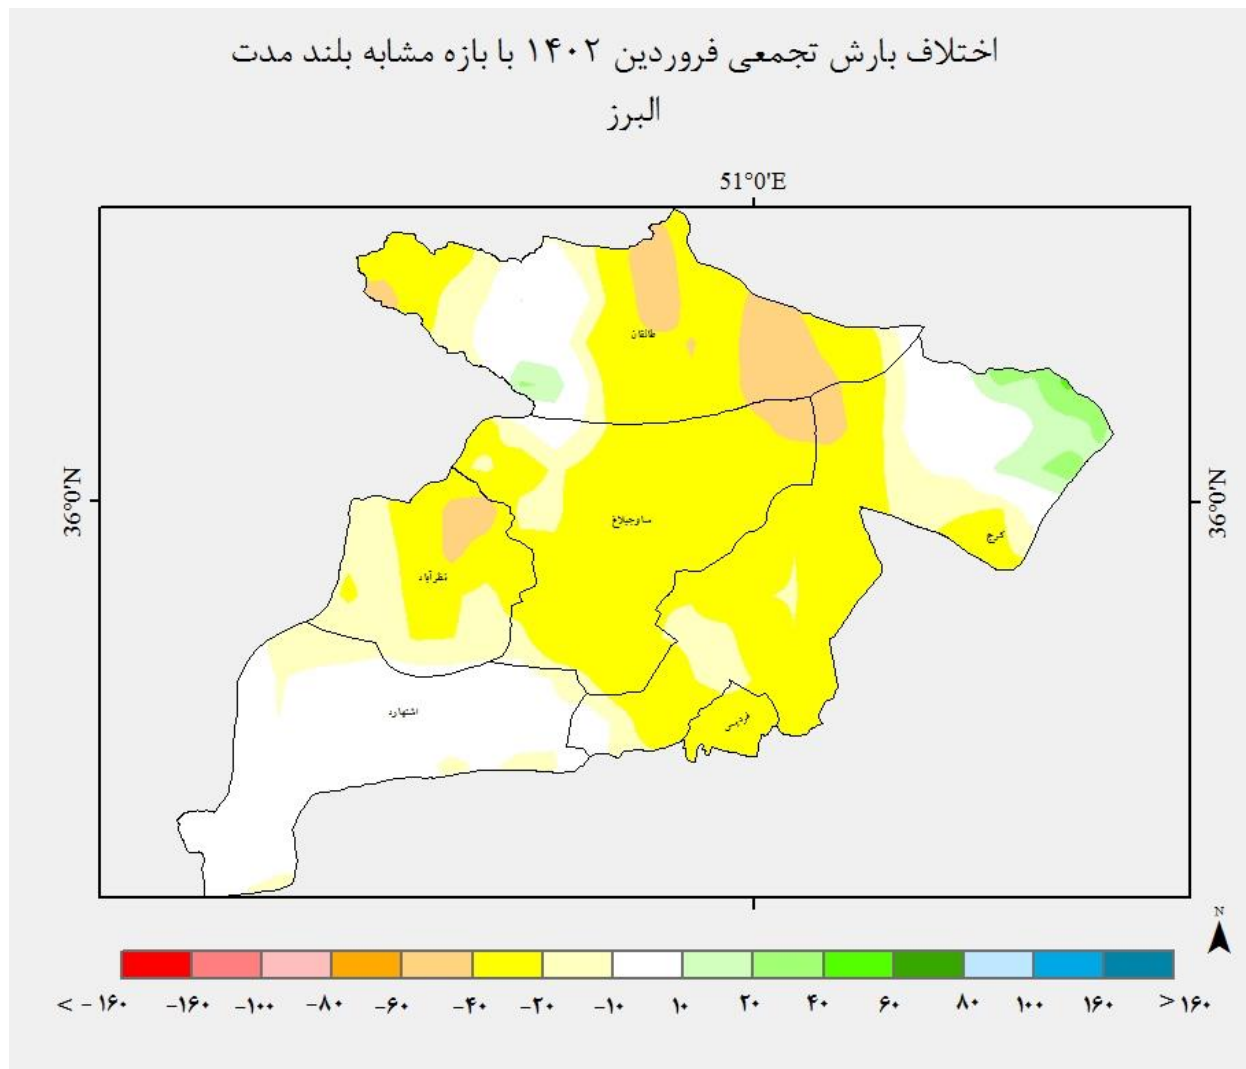 اختلاف بارش تجمعی فروردین ۱۴۰۲ با بازه مشابه بلند مدت
البرز
51°0'E
36°0'N
36°0'N
طالقان
ساوجبلاغ
کرج
نظرآباد
اشتهارد
فردیس
N
< -۱۶۰ -۱۶۰ -۱۰۰ -۸۰ -۶۰ -۴۰ -۲۰ -۱۰ ۱۰ ۲۰ ۴۰ ۶۰ ۸۰ ۱۰۰ ۱۶۰ >۱۶۰